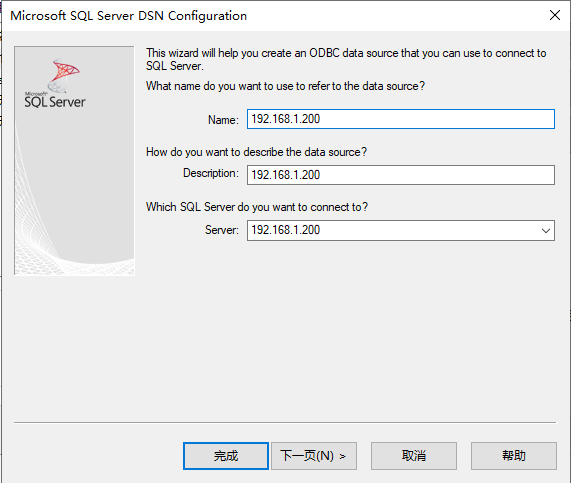 Microsoft SQL Server DSN Configuration
This wizard will help you create an ODBC data source that you can use to connect to
SQL Server.
What name do you want to use to refer to the data source?
Microsoft
SQL Server
Name:
192.168.1.200
How do you want to describe the data source?
Description:
192.168.1.200
Which SQL Server do you want to connect to?
Server:
192.168.1.200
完成
下一页(N) >
取消
帮助